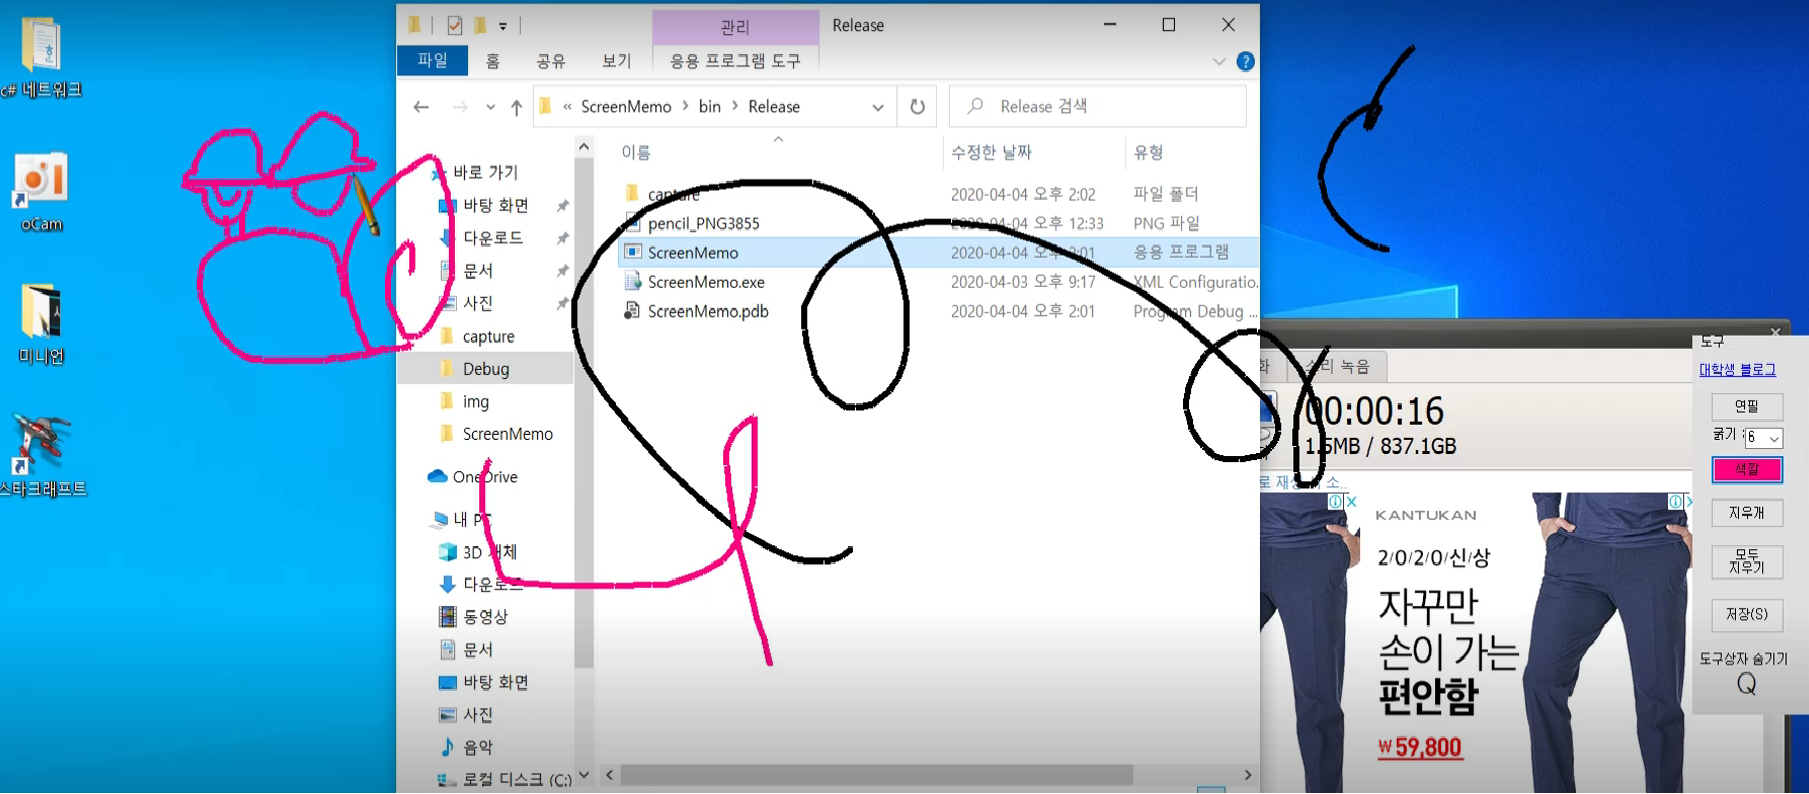 c# 네트워크
oCam
미니언
스타크래프트
관리
Release
파일
홈
공유
보기
응용 프로그램 도구
« ScreenMemo > bin > Release
Release 검색
이름
수정한 날짜
유형
capture
2020-04-04 오후 2:02
파일 폴더
pencil_PNG3855
2020-04-04 오후 12:33
PNG 파일
ScreenMemo
2020-04-04 오후 2:01
응용 프로그램
ScreenMemo.exe
2020-04-03 오후 9:17
XML Configuratio...
ScreenMemo.pdb
2020-04-04 오후 2:01
Program Debug ...
바로 가기
바탕 화면
다운로드
문서
사진
capture
Debug
img
ScreenMemo
OneDrive
내 PC
3D 개체
다운로드
동영상
문서
바탕 화면
사진
음악
로컬 디스크 (C:)
소리 녹음
00:00:16
1.5MB / 837.1GB
KANTUKAN
2/0/2/0/신/상
자꾸만
손이 가는
편안함
₩59,800
도구
대학생 블로그
연필
굵기 : 6
색깔
지우개
모두
지우기
저장(S)
도구상자 숨기기
Q